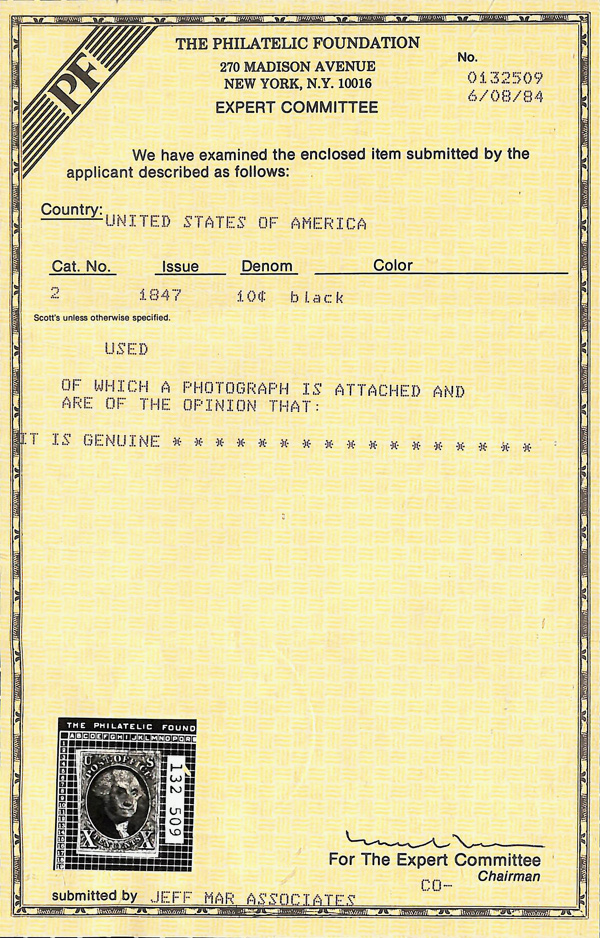 PF
THE PHILATELIC FOUNDATION
270 MADISON AVENUE
NEW YORK, N.Y. 10016
EXPERT COMMITTEE
No.
0132509
6/08/84
We have examined the enclosed item submitted by the
applicant described as follows:
Country: UNITED STATES OF AMERICA
Cat. No. Issue Denom Color
2 1847 10¢ black
Scott's unless otherwise specified.
USED
OF WHICH A PHOTOGRAPH IS ATTACHED AND
ARE OF THE OPINION THAT:
IT IS GENUINE * * * * * * * * * * * * * * * * * *
THE PHILATELIC FOUND
ABCDEFGHIJKLMNOPQR
U S
POST OFFICE
X TEN CENTS X
132 509
For The Expert Committee
Chairman
CO-
submitted by JEFF MAR ASSOCIATES